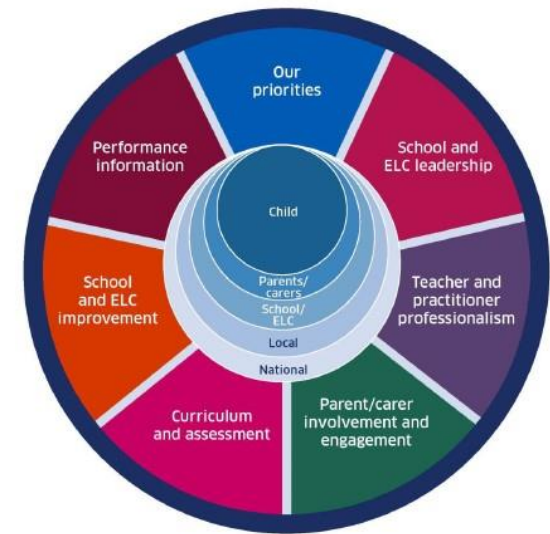 Our
priorities
School and
ELC leadership
Teacher and
practitioner
professionalism
Parent/carer
involvement and
engagement
Curriculum
and assessment
School
and ELC
improvement
Performance
information
Child
Parents/
carers
School/
ELC
Local
National